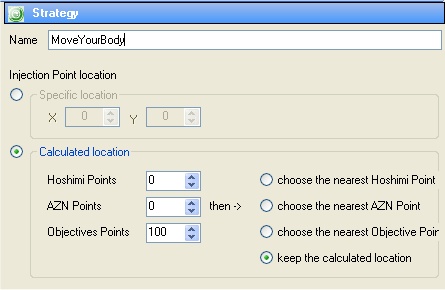 Strategy
Name MoveYourBody
Injection Point location
Specific location
X 0 Y 0
Calculated location
Hoshimi Points 0 choose the nearest Hoshimi Point
AZN Points 0 then -> choose the nearest AZN Point
Objectives Points 100 choose the nearest Objective Poin
keep the calculated location